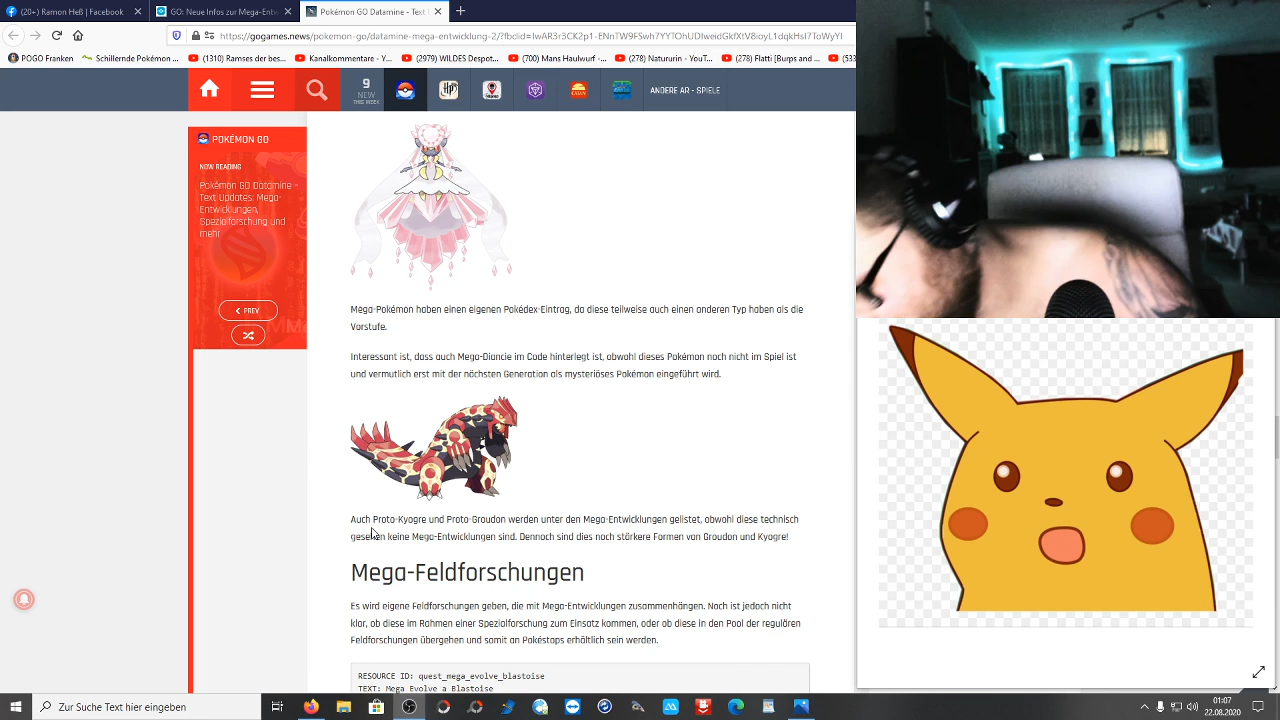 (20+) Ramon Heß | Facebook
GO: Neue Infos zur Mega-Entw
Pokémon GO Datamine - Text
https://gogames.news/pokemon-go/datamine-mega-entwicklung-2/?fbclid=IwAR3r3CK2p1-ENnTW9FSwh7YYTOhUDIweidGkfXtV8ioyL1dqkHsI7ToWyYI
POGO Franken
Schillernde Pokémon ...
(1310) Ramses der bes...
Kanalkommentare - Y...
(2979) WILDES Despot...
(700) Mans Haulwurf -...
(278) Natururin - YouT...
(278) Flatti [Burps and ...
(533
9
NEW
THIS WEEK
ANDERE AR - SPIELE
POKÉMON GO
NOW READING
Pokémon GO Datamine –
Text Updates: Mega-
Entwicklungen,
Spezialforschung und
mehr
PREV
Mega-Pokémon haben einen eigenen Pokédex-Eintrag, da diese teilweise auch einen anderen Typ haben als die
Vorstufe.
Interessant ist, dass auch Mega-Diancie im Code hinterlegt ist, obwohl dieses Pokémon noch nicht im Spiel ist
und vermutlich erst mit der nächsten Generation als mysteriöses Pokémon eingeführt wird.
Auch Proto-Kyogre und Proto-Groudon werden unter den Mega-Entwicklungen gelistet, obwohl diese technisch
gesehen keine Mega-Entwicklungen sind. Dennoch sind dies noch stärkere Formen von Groudon und Kyogre!
Mega-Feldforschungen
Es wird eigene Feldforschungen geben, die mit Mega-Entwicklungen zusammenhängen. Noch ist jedoch nicht
klar, ob diese im Rahmen einer Spezialforschung zum Einsatz kommen, oder ob diese in den Pool der regulären
Feldforschungen übergehen und somit an Pokéstops erhältlich sein werden.
RESOURCE ID: quest_mega_evolve_blastoise
TEXT: Mega Evolve a Blastoise
Zur Suche Text hier eingeben
01:07
22.08.2020